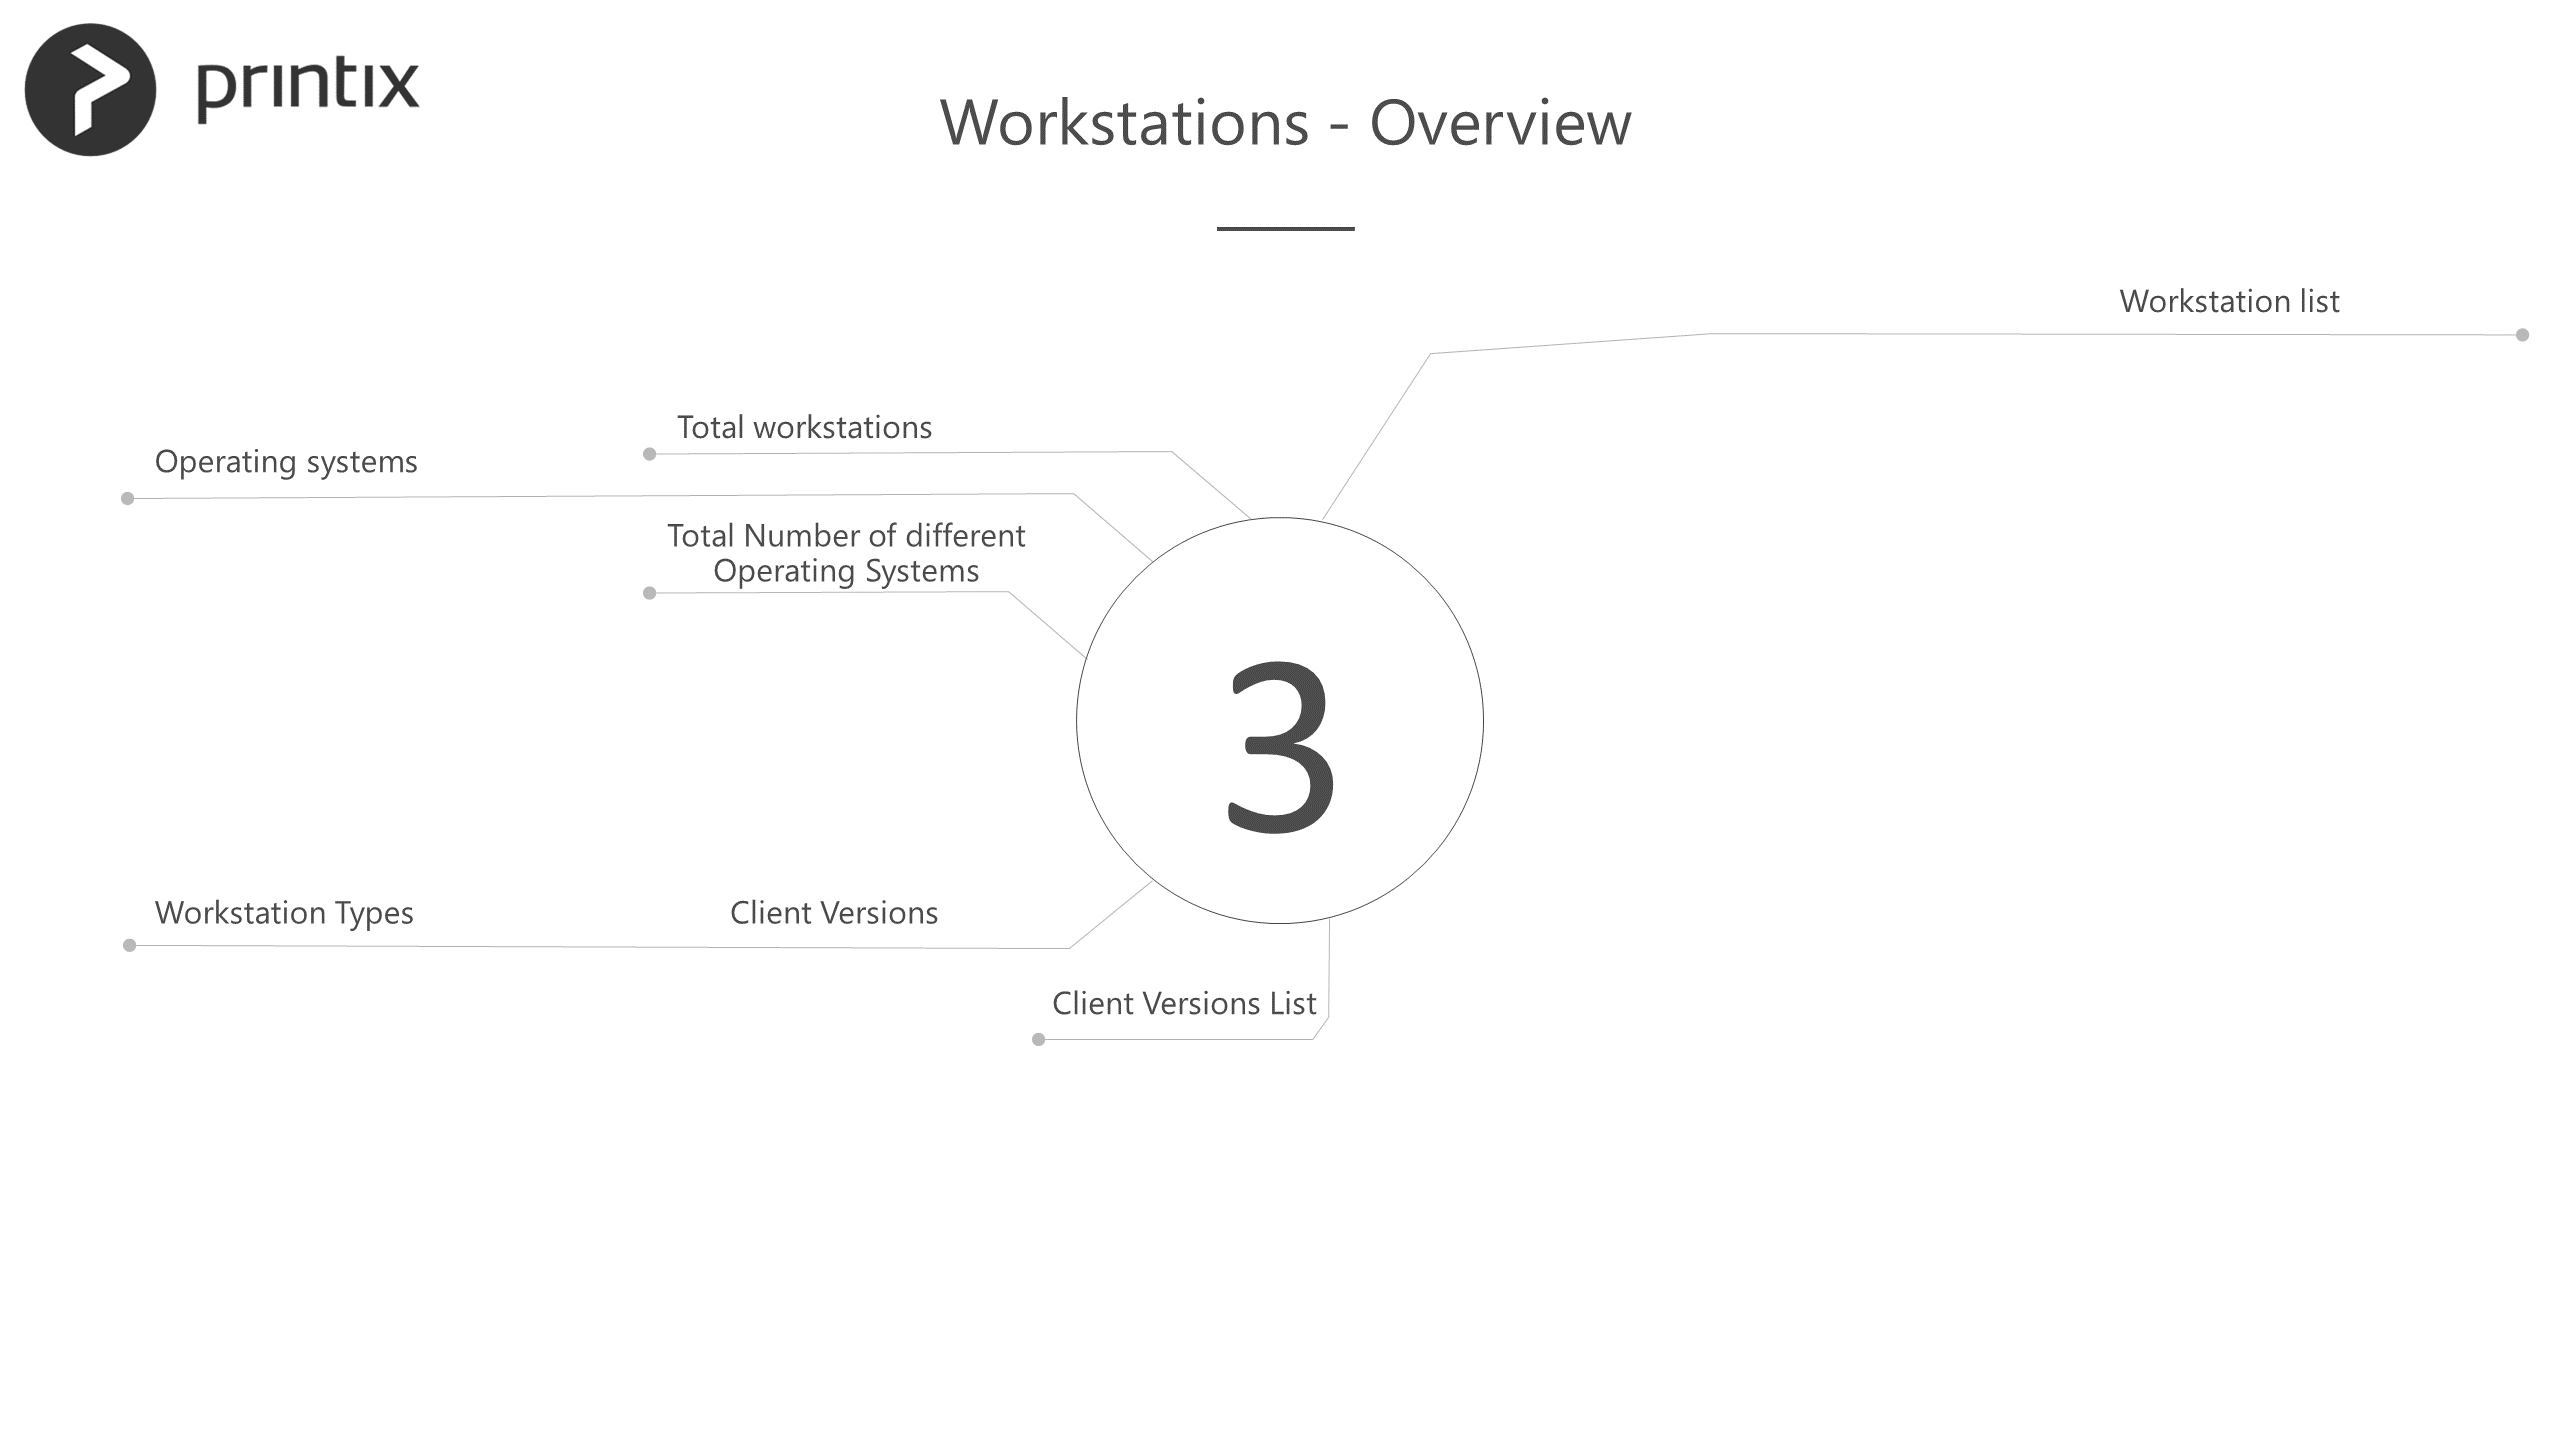 printix
Workstations - Overview
Workstation list
Total workstations
Operating systems
Total Number of different
Operating Systems
3
Workstation Types
Client Versions
Client Versions List